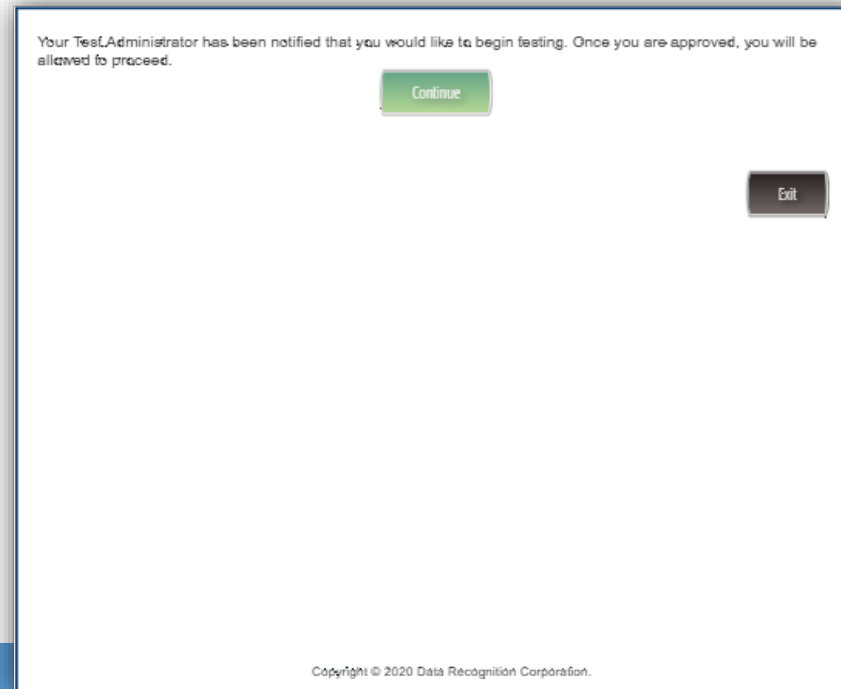 Your Test Administrator has been notified that you would like to begin testing. Once you are approved, you will be
allowed to proceed.
Continue
Exit
Copyright © 2020 Data Recognition Corporation.